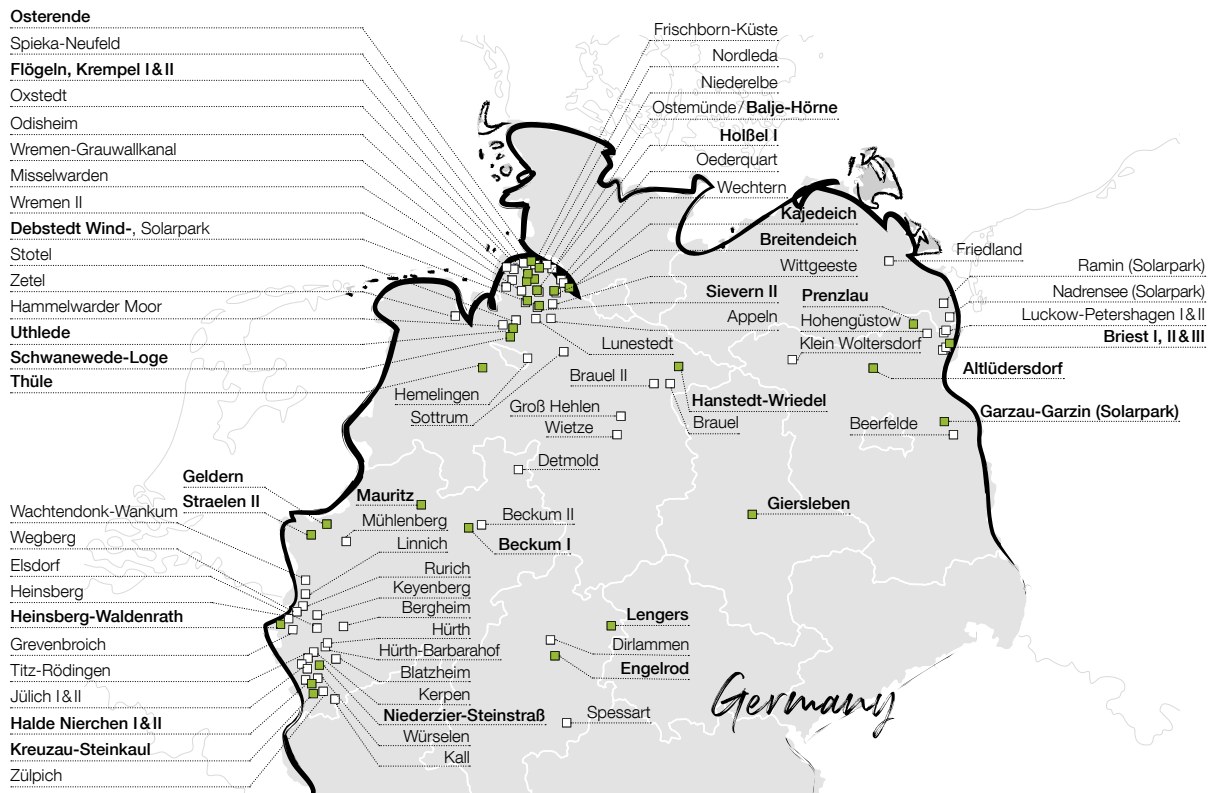 Osterende
Spieka-Neufeld
Flögeln, Krempel I & II
Oxstedt
Odisheim
Wremen-Grauwallkanal
Misselwarden
Wremen II
Debstedt Wind-, Solarpark
Stotel
Zetel
Hammelwarder Moor
Uthlede
Schwanewede-Loge
Thüle
Frischborn-Küste
Nordleda
Niederelbe
Ostemünde/Balje-Hörne
Holßel I
Oederquart
Wechtern
Kajedeich
Breitendeich
Wittgeeste
Sievern II
Appeln
Lunestedt
Hemelingen
Sottrum
Brauel II
Groß Hehlen
Wietze
Detmold
Hanstedt-Wriedel
Brauel
Friedland
Ramin (Solarpark)
Nadrensee (Solarpark)
Luckow-Petershagen I & II
Briest I, II & III
Prenzlau
Hohengüstow
Klein Woltersdorf
Altlüdersdorf
Garzau-Garzin (Solarpark)
Beerfelde
Geldern
Straelen II
Wachtendonk-Wankum
Wegberg
Elsdorf
Heinsberg
Heinsberg-Waldenrath
Grevenbroich
Titz-Rödingen
Jülich I & II
Halde Nierchen I & II
Kreuzau-Steinkaul
Zülpich
Mauritz
Mühlenberg
Linnich
Rurich
Keyenberg
Bergheim
Hürth
Hürth-Barbarahof
Blatzheim
Kerpen
Niederzier-Steinstraß
Würselen
Kall
Beckum II
Beckum I
Giersleben
Lengers
Dirlammen
Engelrod
Spessart
Germany